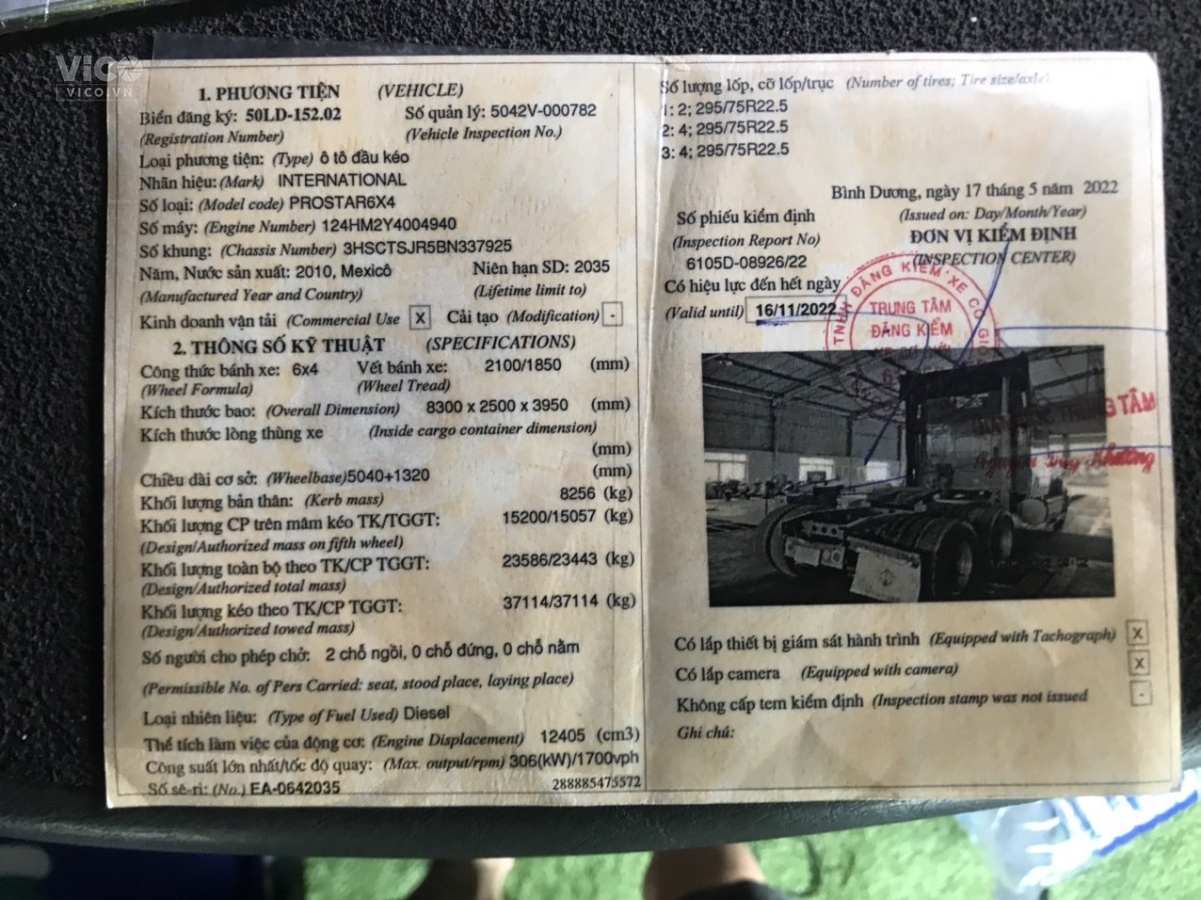 VICO
VICO.VN
1. PHƯƠNG TIỆN (VEHICLE)
Biển đăng ký: 50LD-152.02 Số quản lý: 5042V-000782
(Registration Number) (Vehicle Inspection No.)
Loại phương tiện: (Type) ô tô đầu kéo
Nhãn hiệu: (Mark) INTERNATIONAL
Số loại: (Model code) PROSTAR6X4
Số máy: (Engine Number) 124HM2Y4004940
Số khung: (Chassis Number) 3HSCTSJR5BN337925
Năm, Nước sản xuất: 2010, Mexicô Niên hạn SD: 2035
(Manufactured Year and Country) (Lifetime limit to)
Kinh doanh vận tải (Commercial Use X Cải tạo (Modification) -
2. THÔNG SỐ KỸ THUẬT (SPECIFICATIONS)
Công thức bánh xe: 6x4 Vết bánh xe: 2100/1850 (mm)
(Wheel Formula) (Wheel Tread)
Kích thước bao: (Overall Dimension) 8300 x 2500 x 3950 (mm)
Kích thước lòng thùng xe (Inside cargo container dimension)
(mm)
Chiều dài cơ sở: (Wheelbase)5040+1320 (mm)
Khối lượng bản thân: (Kerb mass) 8256 (kg)
Khối lượng CP trên mâm kéo TK/TGGT: 15200/15057 (kg)
(Design/Authorized mass on fifth wheel)
Khối lượng toàn bộ theo TK/CP TGGT: 23586/23443 (kg)
(Design/Authorized total mass)
Khối lượng kéo theo TK/CP TGGT: 37114/37114 (kg)
(Design/Authorized towed mass)
Số người cho phép chở: 2 chỗ ngồi, 0 chỗ đứng, 0 chỗ nằm
(Permissible No. of Pers Carried: seat, stood place, laying place)
Loại nhiên liệu: (Type of Fuel Used) Diesel
Thể tích làm việc của động cơ: (Engine Displacement) 12405 (cm3)
Công suất lớn nhất/tốc độ quay: (Max. output/rpm) 306(kW)/1700vph
Số sê-ri: (No.) EA-0642035 288885475572
Số lượng lốp, cỡ lốp/trục (Number of tires; Tire size/axle)
1: 2; 295/75R22.5
2: 4; 295/75R22.5
3: 4; 295/75R22.5
Bình Dương, ngày 17 tháng 5 năm 2022
Số phiếu kiểm định (Issued on: Day/Month/Year)
(Inspection Report No) ĐƠN VỊ KIỂM ĐỊNH
6105D-08926/22 (INSPECTION CENTER)
Có hiệu lực đến hết ngày
(Valid until) 16/11/2022
ĐĂNG KIỂM XE CƠ GIỚI
TRUNG TÂM
ĐĂNG KIỂM
TRUNG TÂM
Có lắp thiết bị giám sát hành trình (Equipped with Tachograph) X
Có lắp camera (Equipped with camera) X
Không cấp tem kiểm định (Inspection stamp was not issued -
Ghi chú: